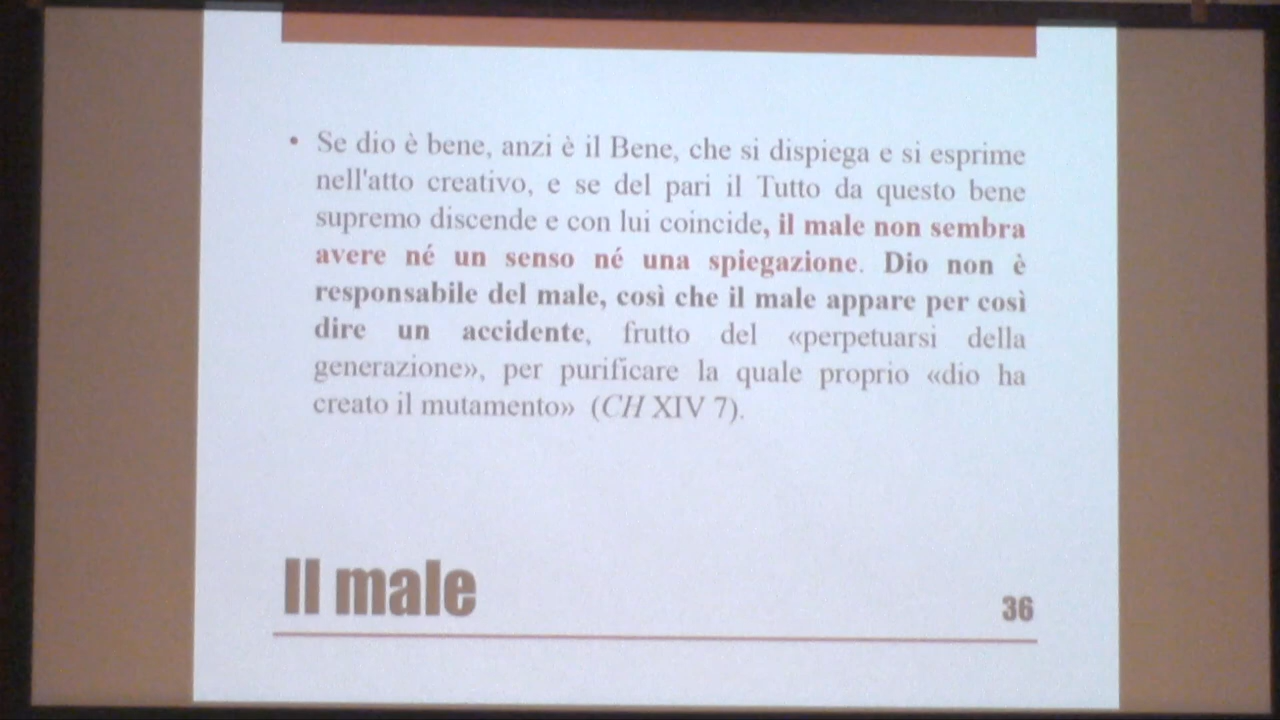 • Se dio è bene, anzi è il Bene, che si dispiega e si esprime
nell'atto creativo, e se del pari il Tutto da questo bene
supremo discende e con lui coincide, il male non sembra
avere né un senso né una spiegazione. Dio non è
responsabile del male, così che il male appare per così
dire un accidente, frutto del «perpetuarsi della
generazione», per purificare la quale proprio «dio ha
creato il mutamento» (CH XIV 7).
Il male
36